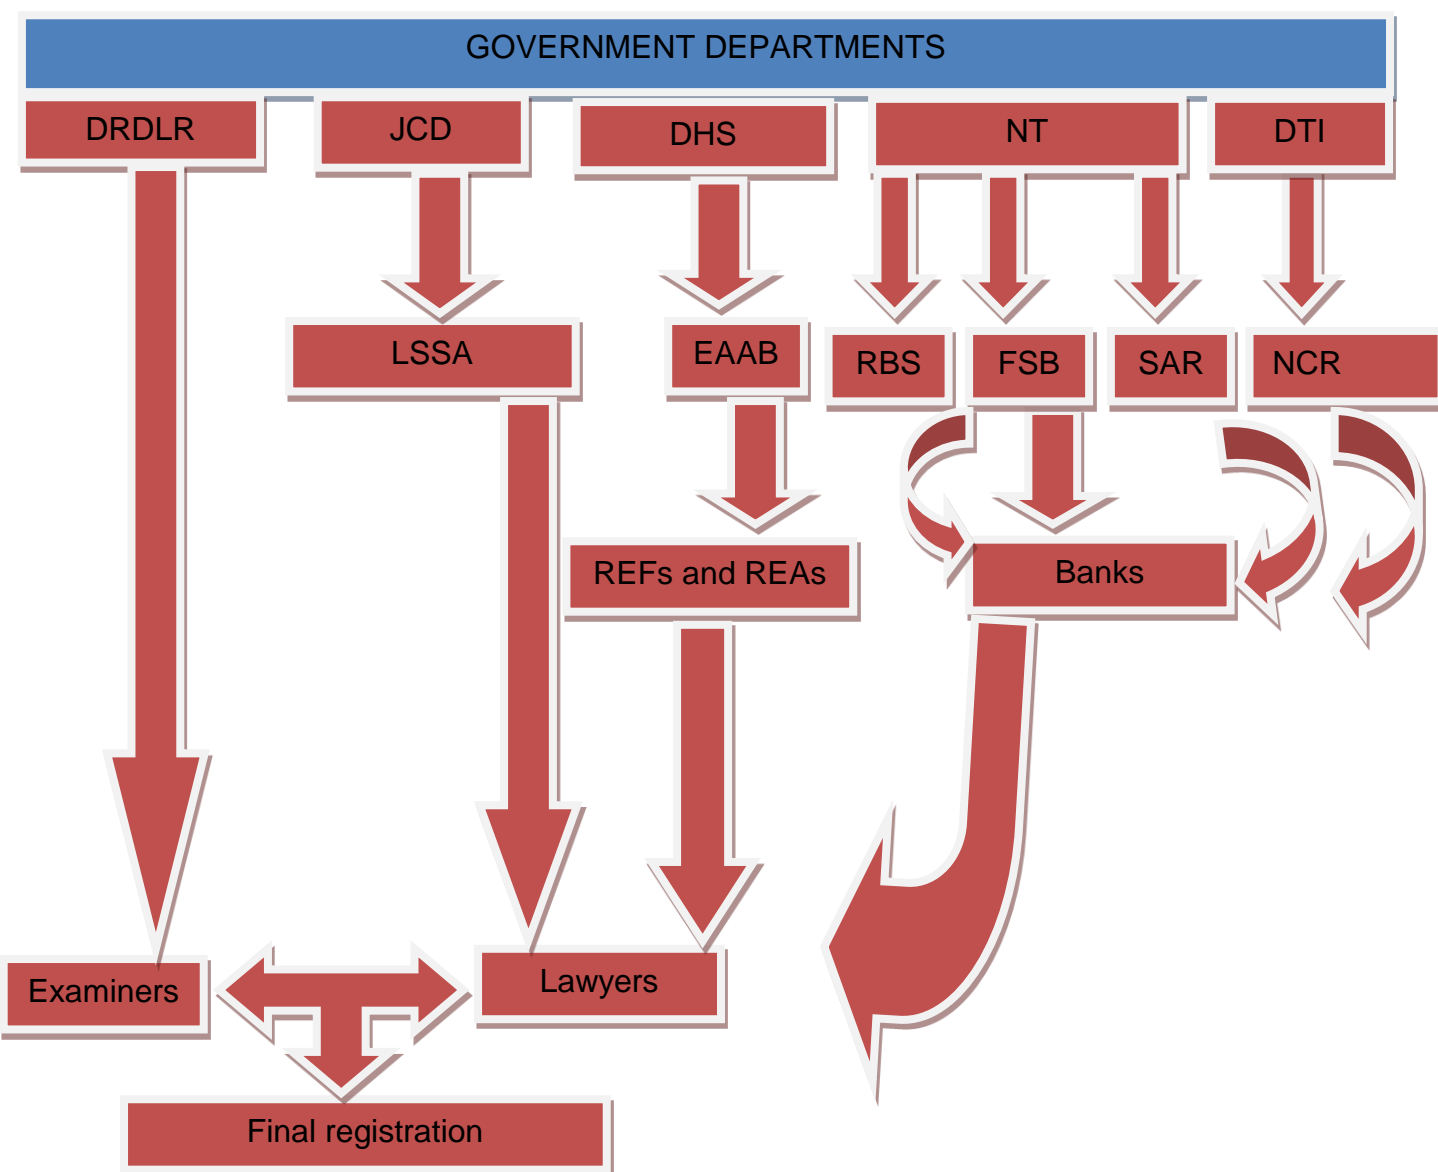 GOVERNMENT DEPARTMENTS
DRDLR
JCD
DHS
NT
DTI
LSSA
EAAB
RBS
FSB
SAR
NCR
REFs and REAs
Banks
Examiners
Lawyers
Final registration